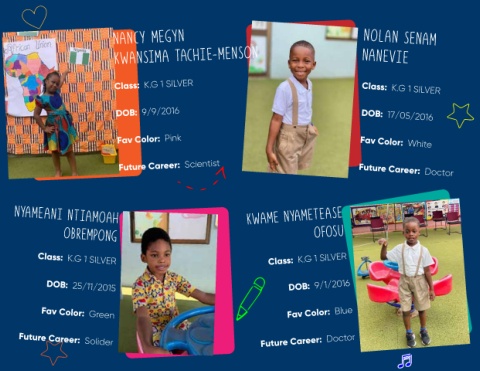 African Union
NANCY MEGYN
KWANSIMA TACHIE-MENSON
Class: K.G 1 SILVER
DOB: 9/9/2016
Fav Color: Pink
Future Career: Scientist
NOLAN SENAM
NANEVIE
Class: K.G 1 SILVER
DOB: 17/05/2016
Fav Color: White
Future Career: Doctor
NYAMEANI NTIAMOAH
OBREMPONG
Class: K.G 1 SILVER
DOB: 25/11/2015
Fav Color: Green
Future Career: Solider
KWAME NYAMETEASE
OFOSU
Class: K.G 1 SILVER
DOB: 9/1/2016
Fav Color: Blue
Future Career: Doctor